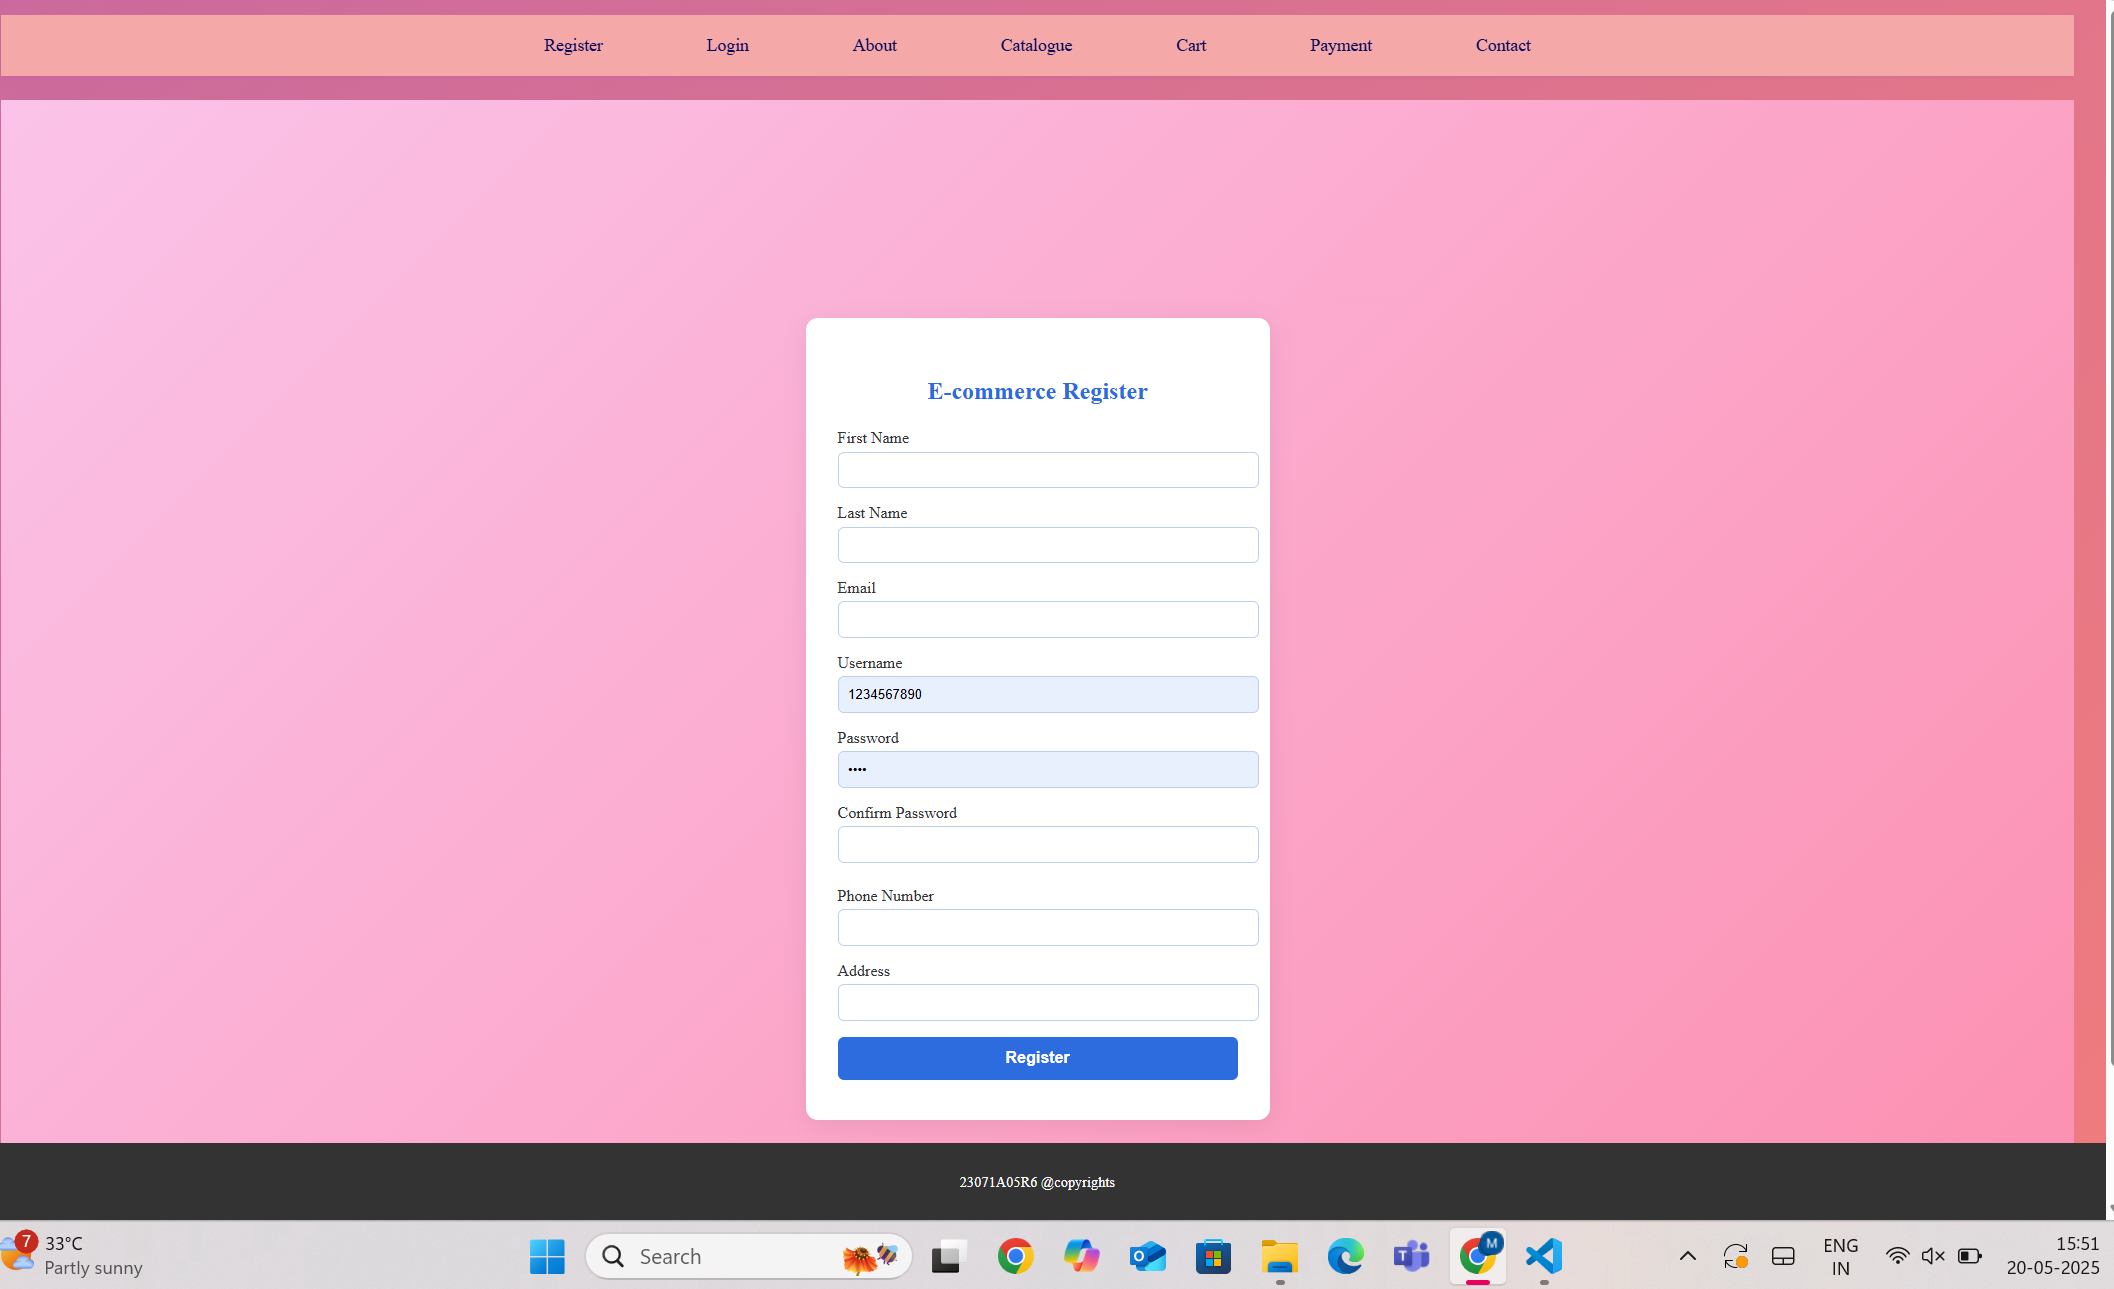 Register Login About Catalogue Cart Payment Contact
E-commerce Register
First Name
Last Name
Email
Username
1234567890
Password
••••
Confirm Password
Phone Number
Address
Register
23071A05R6 @copyrights
7
33°C
Partly sunny
Search
M
ENG
IN
15:51
20-05-2025